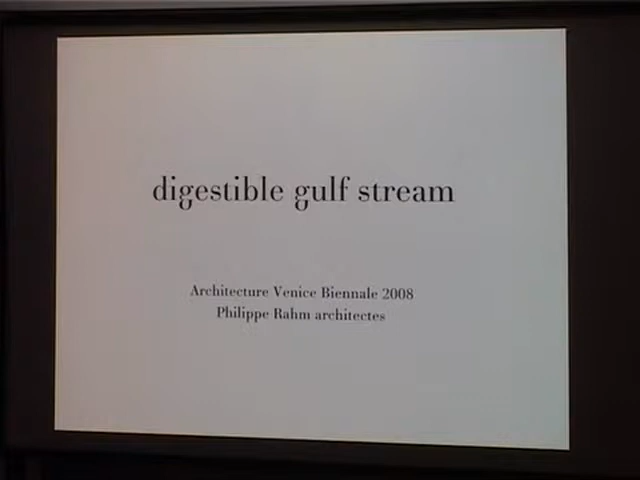 digestible gulf stream
Architecture Venice Biennale 2008
Philippe Rahm architectes